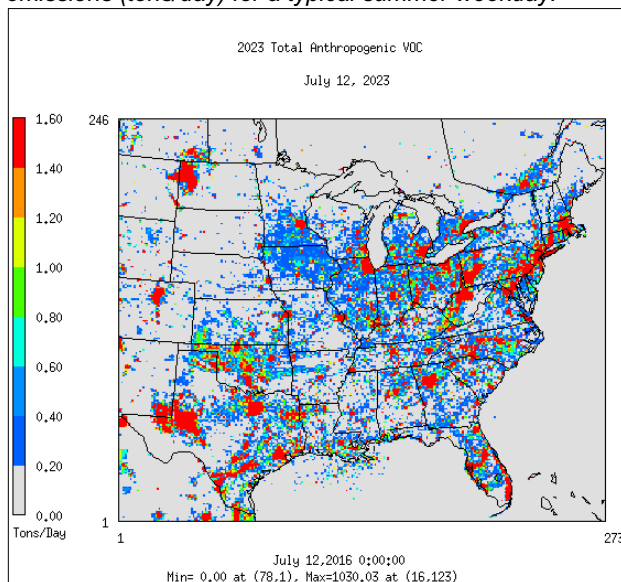 emissions (tons/day) for a typical summer weekday.
2023 Total Anthropogenic VOC
July 12, 2023
246
1.60
1.40
1.20
1.00
0.80
0.60
0.40
0.20
0.00
1
Tons/Day
1
273
July 12,2016 0:00:00
Min= 0.00 at (78,1), Max=1030.03 at (16,123)